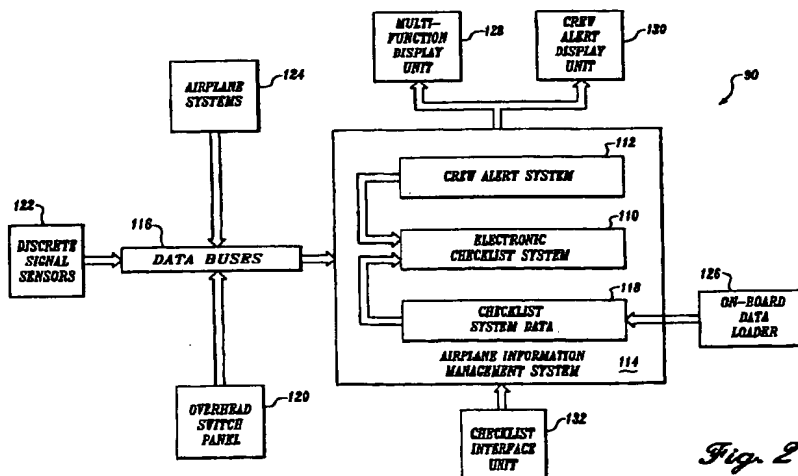 MULTI-
FUNCTION
DISPLAY
UNIT
128
CREW
ALERT
DISPLAY
UNIT
130
90
AIRPLANE
SYSTEMS
124
112
CREW ALERT SYSTEM
122
DISCRETE
SIGNAL
SENSORS
116
DATA BUSES
110
ELECTRONIC
CHECKLIST SYSTEM
118
CHECKLIST
SYSTEM DATA
126
ON-BOARD
DATA
LOADER
AIRPLANE INFORMATION
MANAGEMENT SYSTEM
114
OVERHEAD
SWITCH
PANEL
120
CHECKLIST
INTERFACE
UNIT
132
Fig. 2